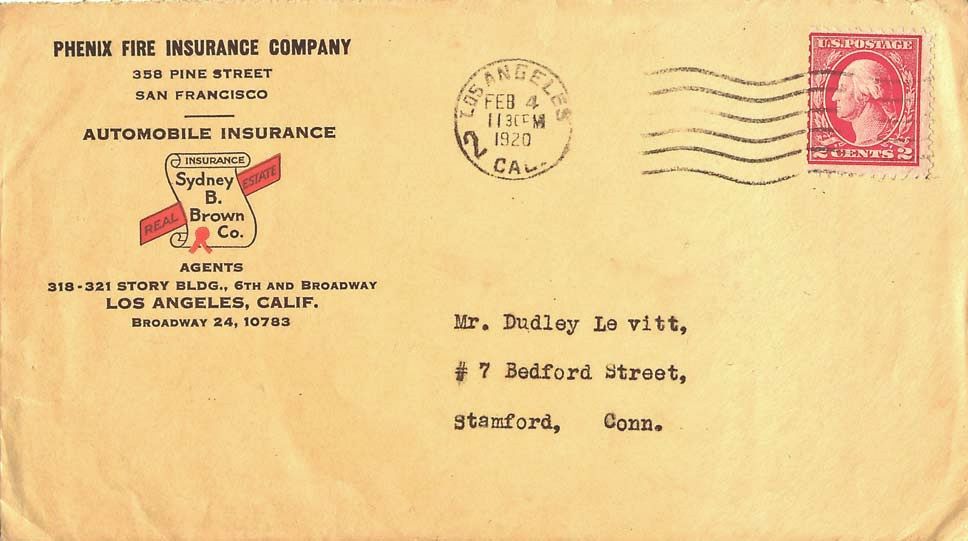 PHENIX FIRE INSURANCE COMPANY
358 PINE STREET
SAN FRANCISCO
AUTOMOBILE INSURANCE
INSURANCE
Sydney
B.
Brown
Co.
REAL
ESTATE
AGENTS
318-321 STORY BLDG., 6TH AND BROADWAY
LOS ANGELES, CALIF.
BROADWAY 24, 10783
LOS ANGELES
FEB 4
1130PM
1920
CAL.
2
U.S. POSTAGE
2 CENTS 2
Mr. Dudley Le vitt,
# 7 Bedford Street,
Stamford, Conn.